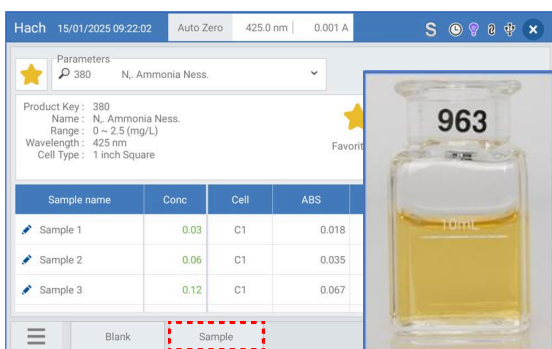 Hach 15/01/2025 09:22:02 Auto Zero 425.0 nm 0.001 A S
Parameters
380 N,. Ammonia Ness.
Product Key : 380
Name : N,. Ammonia Ness.
Range : 0 ~ 2.5 (mg/L)
Wavelength : 425 nm
Cell Type : 1 inch Square
Favorit
963
10mL
Sample name Conc Cell ABS
Sample 1 0.03 C1 0.018
Sample 2 0.06 C1 0.035
Sample 3 0.12 C1 0.067
Blank Sample